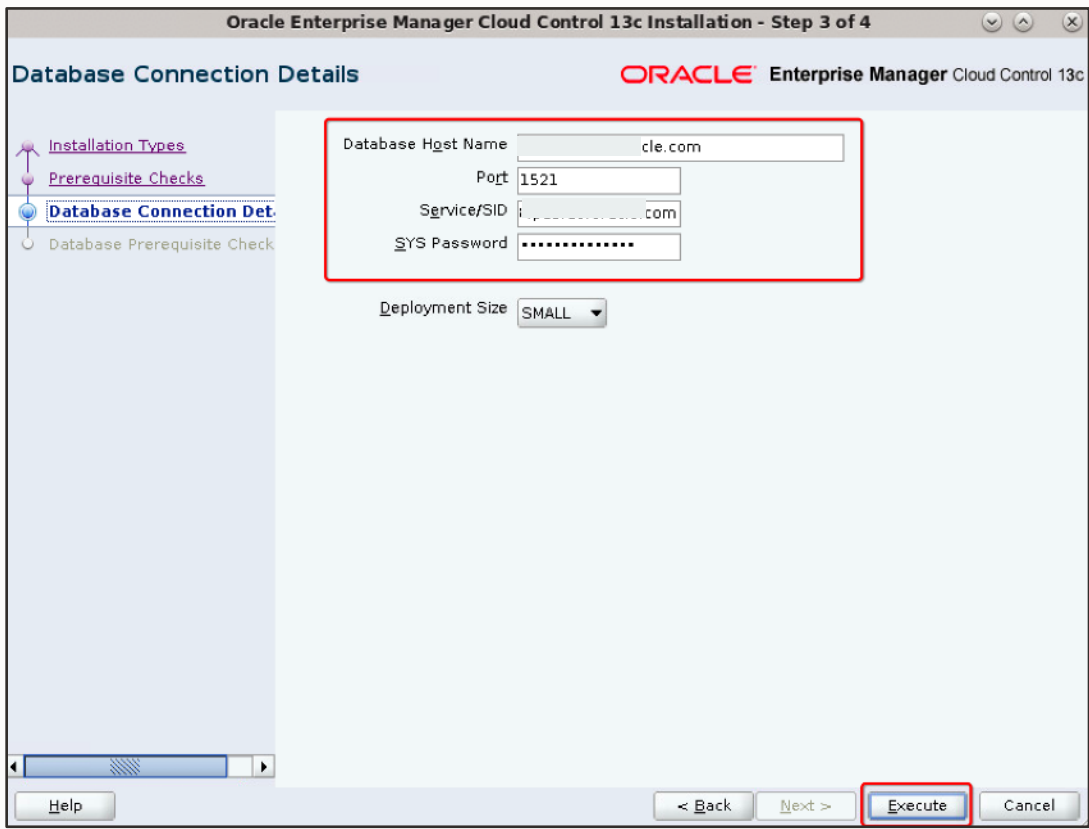 Oracle Enterprise Manager Cloud Control 13c Installation - Step 3 of 4
Database Connection Details
ORACLE Enterprise Manager Cloud Control 13c
Installation Types
Prerequisite Checks
Database Connection Det
Database Prerequisite Check
Database Host Name cle.com
Port 1521
Service/SID com
SYS Password ••••••••••••••
Deployment Size SMALL
Help
< Back
Next >
Execute
Cancel